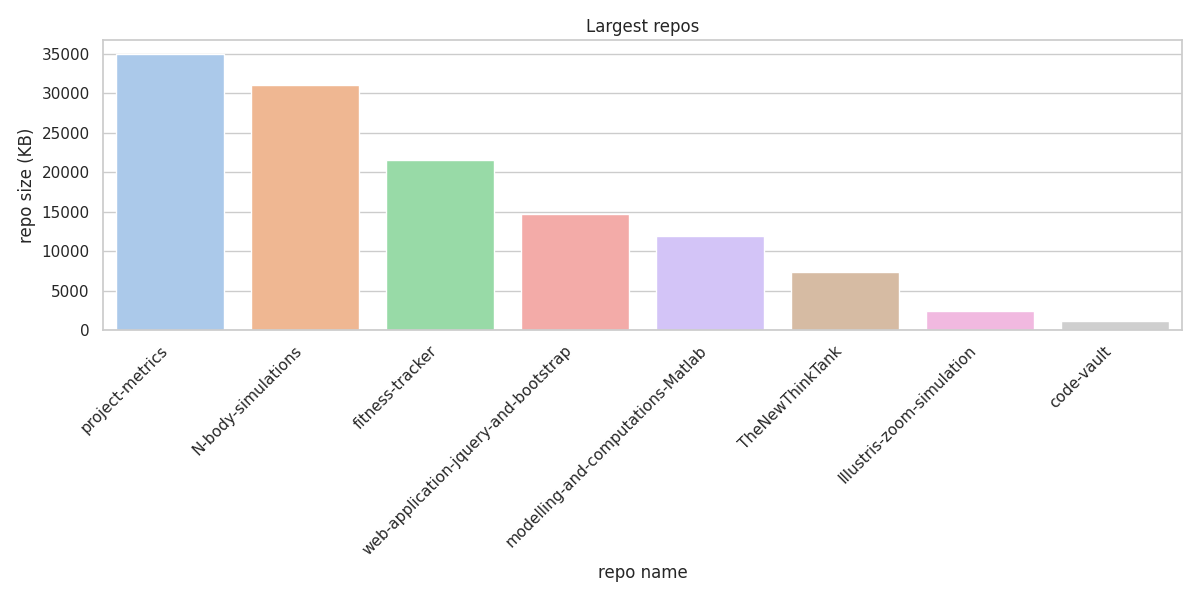 Largest repos
repo size (KB)
35000
30000
25000
20000
15000
10000
5000
0
project-metrics
N-body-simulations
fitness-tracker
web-application-jquery-and-bootstrap
modelling-and-computations-Matlab
TheNewThinkTank
Illustris-zoom-simulation
code-vault
repo name